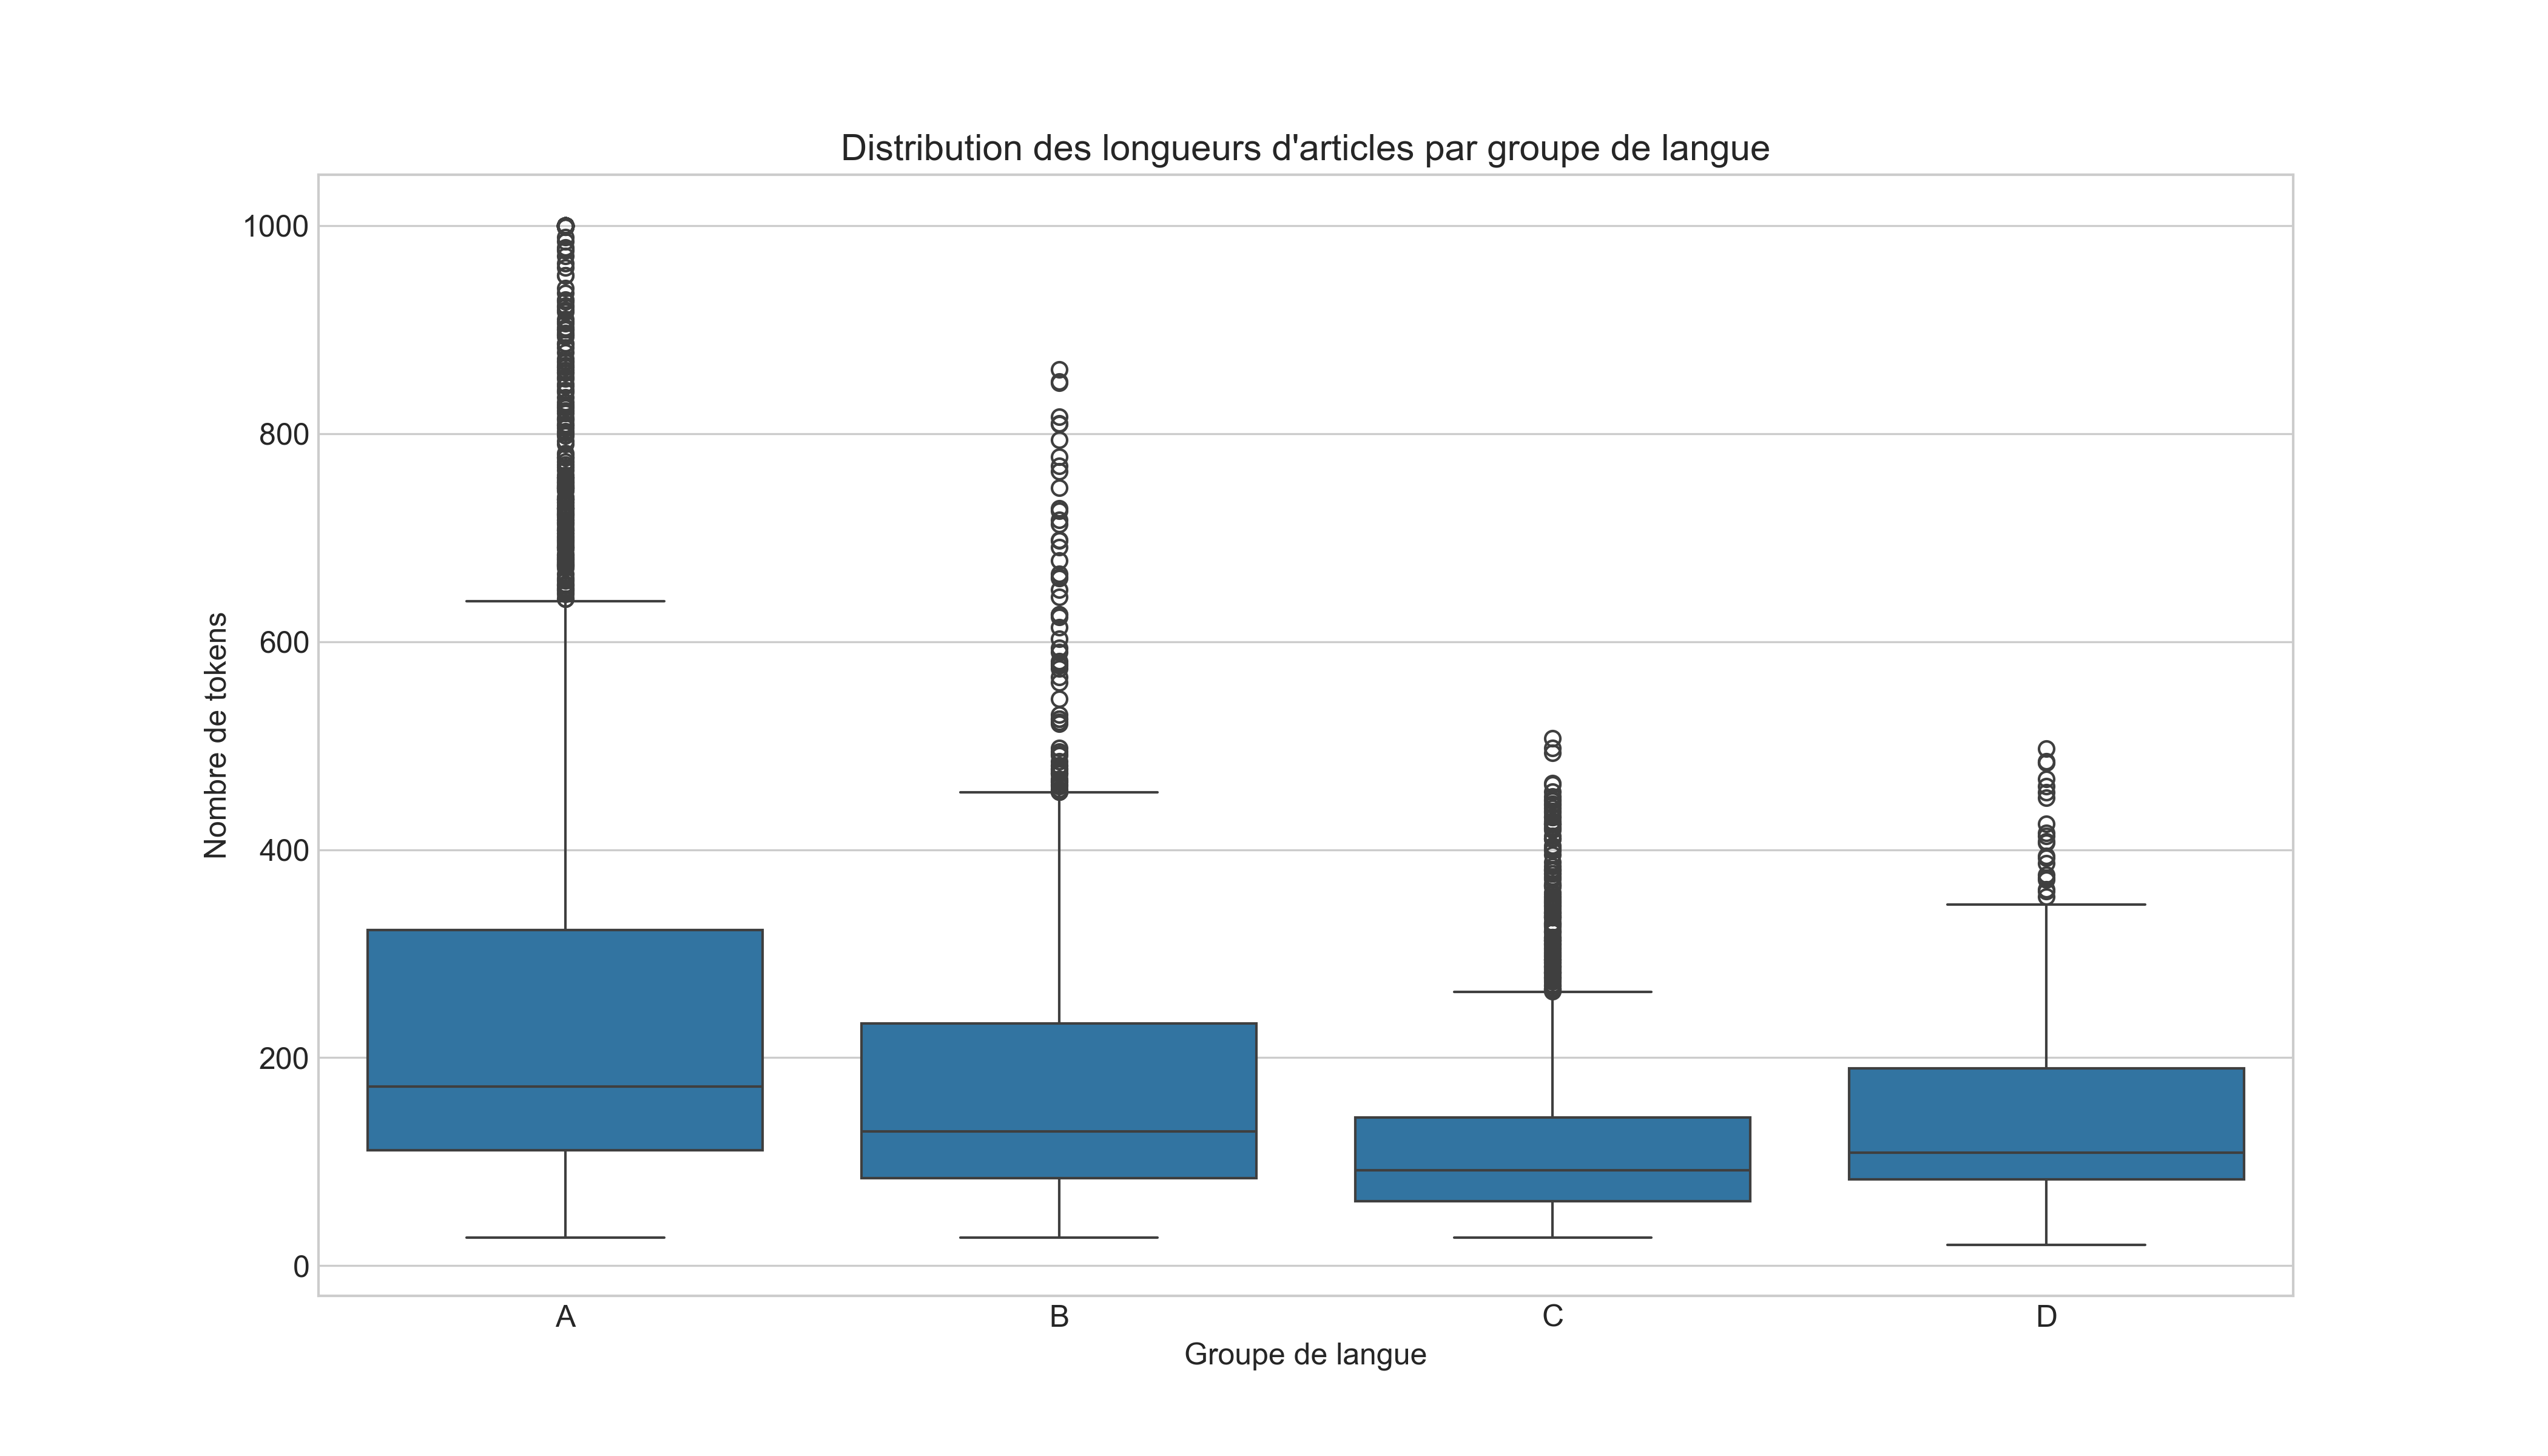 Distribution des longueurs d'articles par groupe de langue
1000
800
600
400
200
0
Nombre de tokens
A B C D
Groupe de langue